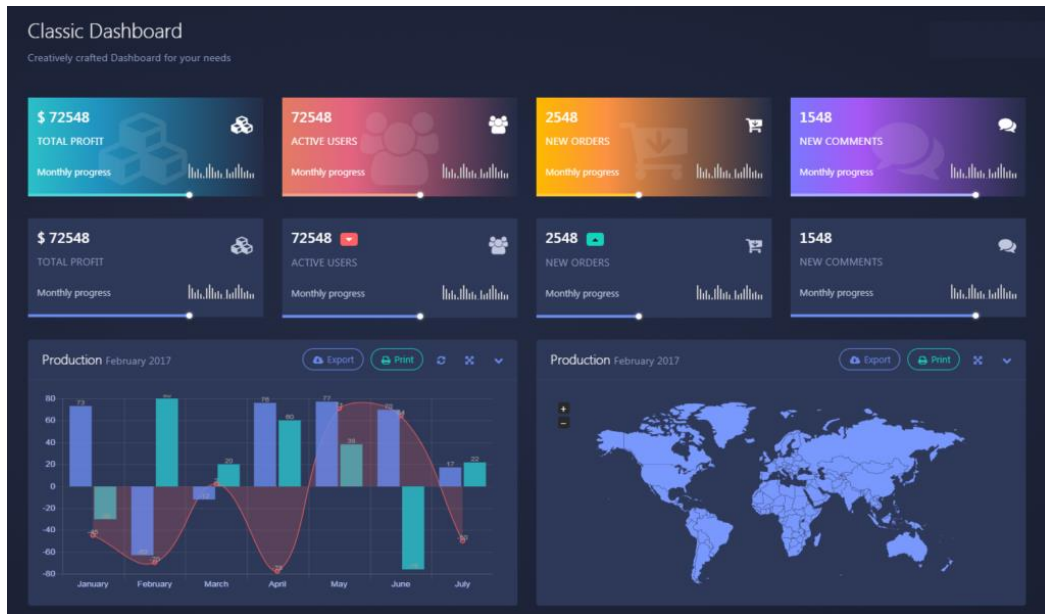 Classic Dashboard
Creatively crafted Dashboard for your needs
$ 72548
TOTAL PROFIT
Monthly progress
72548
ACTIVE USERS
Monthly progress
2548
NEW ORDERS
Monthly progress
1548
NEW COMMENTS
Monthly progress
$ 72548
TOTAL PROFIT
Monthly progress
72548
ACTIVE USERS
Monthly progress
2548
NEW ORDERS
Monthly progress
1548
NEW COMMENTS
Monthly progress
Production February 2017
Export
Print
80
60
40
20
0
-20
-40
-60
-80
73
20
76
60
77
38
17
22
January
February
March
April
May
June
July
Production February 2017
Export
Print
+
−